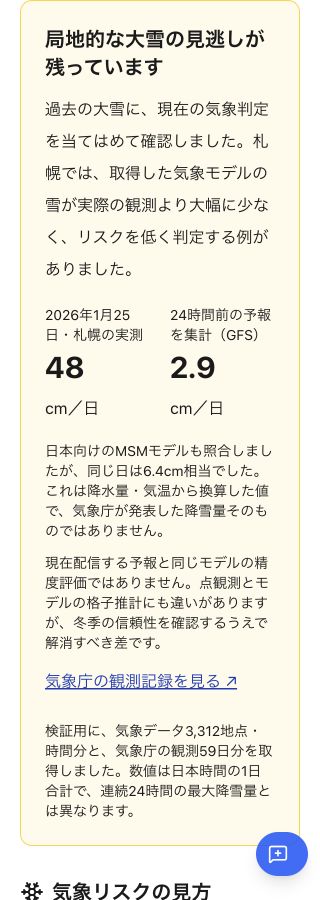 局地的な大雪の見逃しが
残っています
過去の大雪に、現在の気象判定
を当てはめて確認しました。札
幌では、取得した気象モデルの
雪が実際の観測より大幅に少な
く、リスクを低く判定する例が
ありました。
2026年1月25
日・札幌の実測
48
cm／日
24時間前の予報
を集計（GFS）
2.9
cm／日
日本向けのMSMモデルも照合しまし
たが、同じ日は6.4cm相当でした。
これは降水量・気温から換算した値
で、気象庁が発表した降雪量そのも
のではありません。
現在配信する予報と同じモデルの精
度評価ではありません。点観測とモ
デルの格子推計にも違いがあります
が、冬季の信頼性を確認するうえで
解消すべき差です。
気象庁の観測記録を見る ↗
検証用に、気象データ3,312地点・
時間分と、気象庁の観測59日分を取
得しました。数値は日本時間の1日
合計で、連続24時間の最大降雪量と
は異なります。
気象リスクの見方